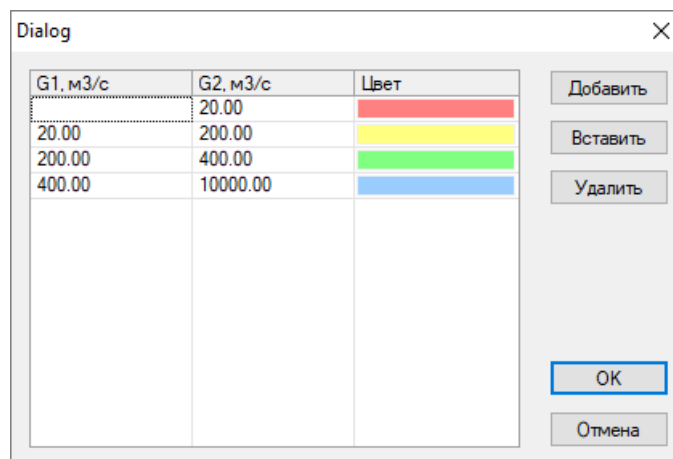 Dialog
G1, м3/с G2, м3/с Цвет
20.00
20.00 200.00
200.00 400.00
400.00 10000.00
Добавить
Вставить
Удалить
OK
Отмена